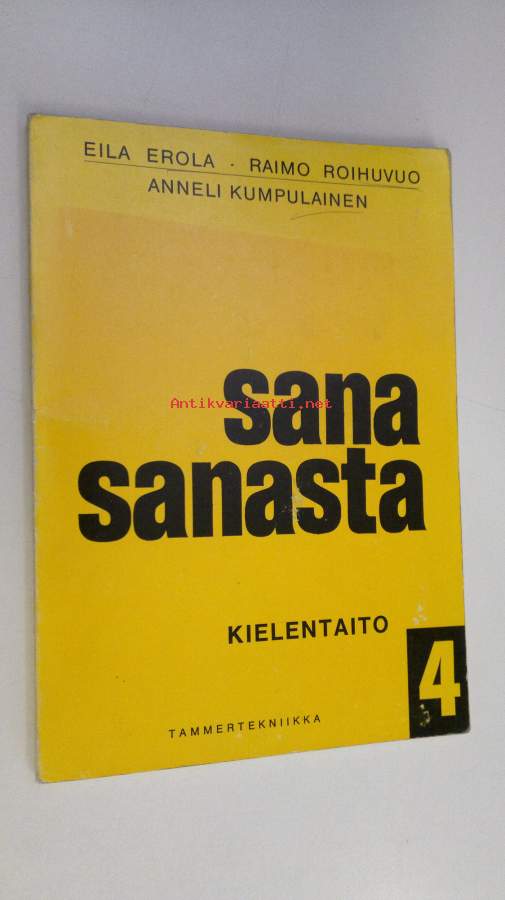 EILA EROLA · RAIMO ROIHUVUO
ANNELI KUMPULAINEN
sana
Antikvariaatti.net
sanasta
KIELENTAITO
4
TAMMERTEKNIIKKA